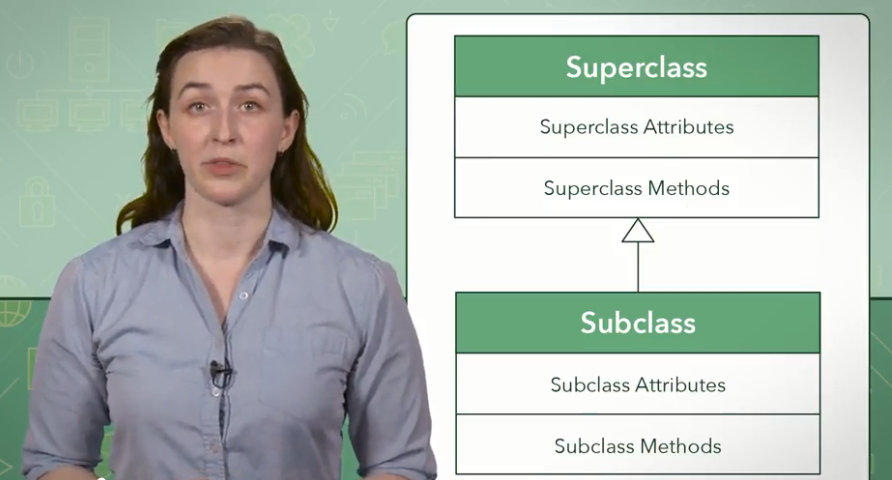 Superclass
Superclass Attributes
Superclass Methods
Subclass
Subclass Attributes
Subclass Methods